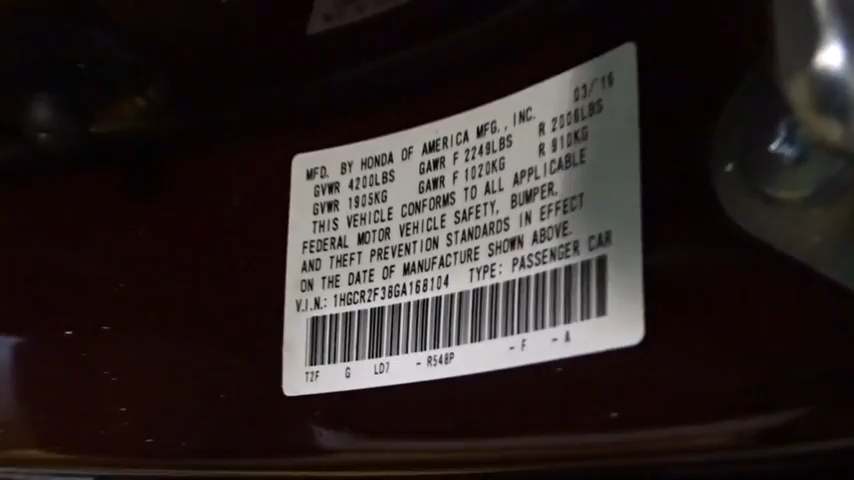 MFD. BY HONDA OF AMERICA MFG., INC. 03/16
GVWR 4200LBS GAWR F 2249LBS R 2006LBS
GVWR 1905KG GAWR F 1020KG R 910KG
THIS VEHICLE CONFORMS TO ALL APPLICABLE
FEDERAL MOTOR VEHICLE SAFETY, BUMPER,
AND THEFT PREVENTION STANDARDS IN EFFECT
ON THE DATE OF MANUFACTURE SHOWN ABOVE.
V.I.N.: 1HGCR2F38GA168104 TYPE: PASSENGER CAR
T2F G LD7 - R548P - F - A